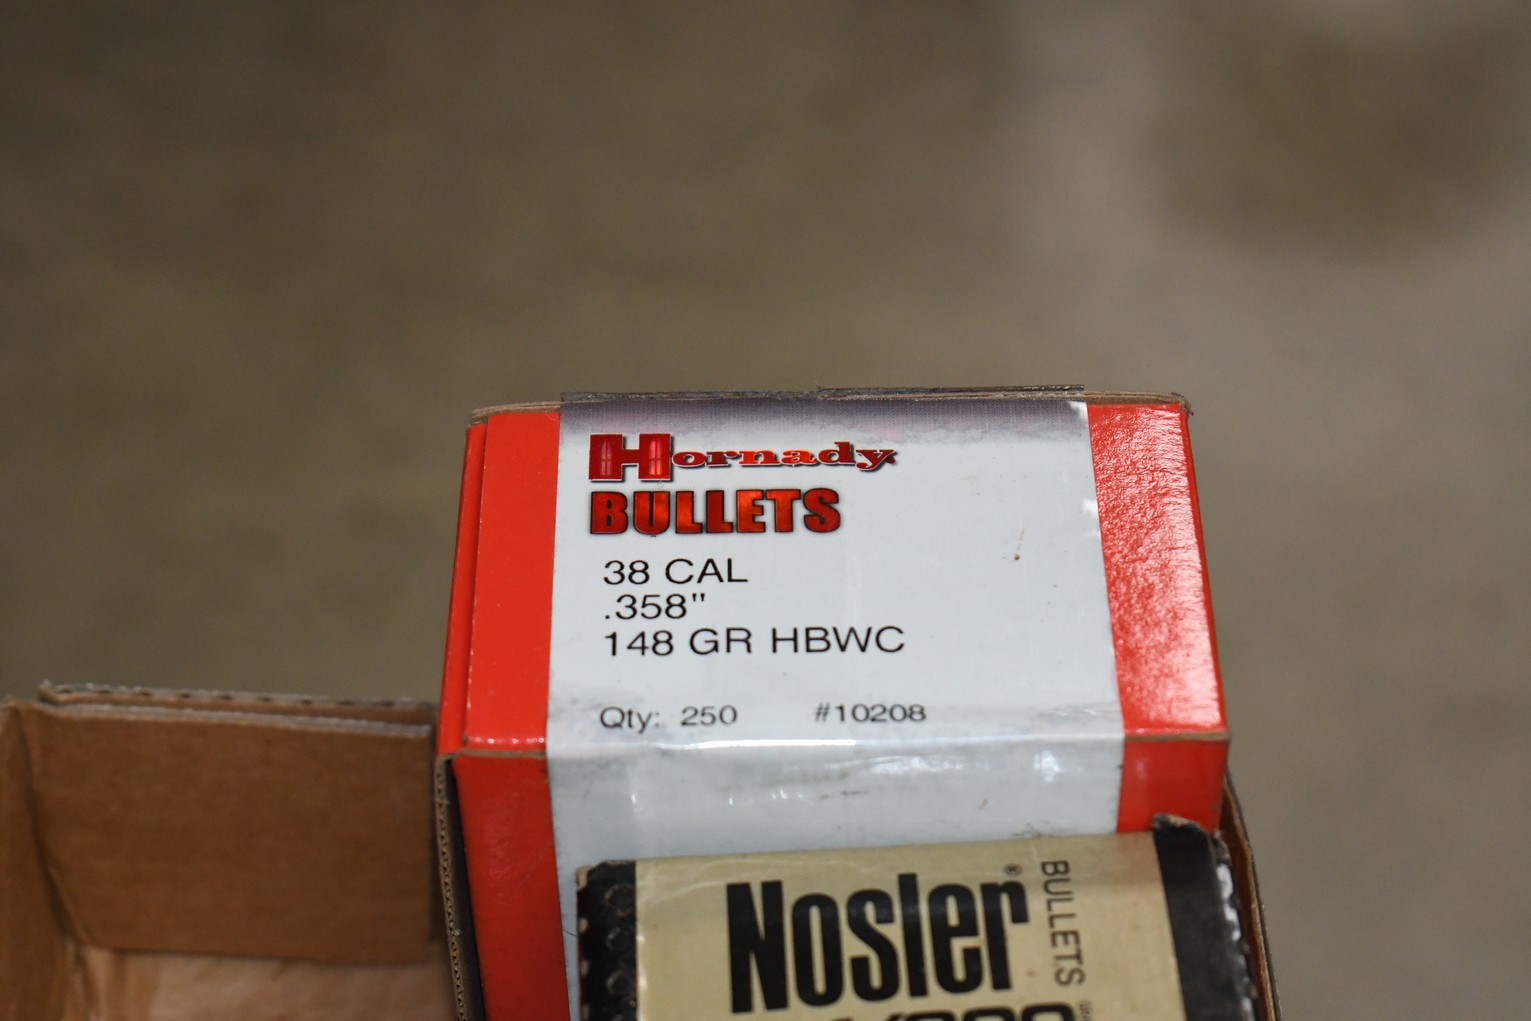 Hornady
BULLETS
38 CAL
.358"
148 GR HBWC
Qty: 250 #10208
Nosler®
BULLETS